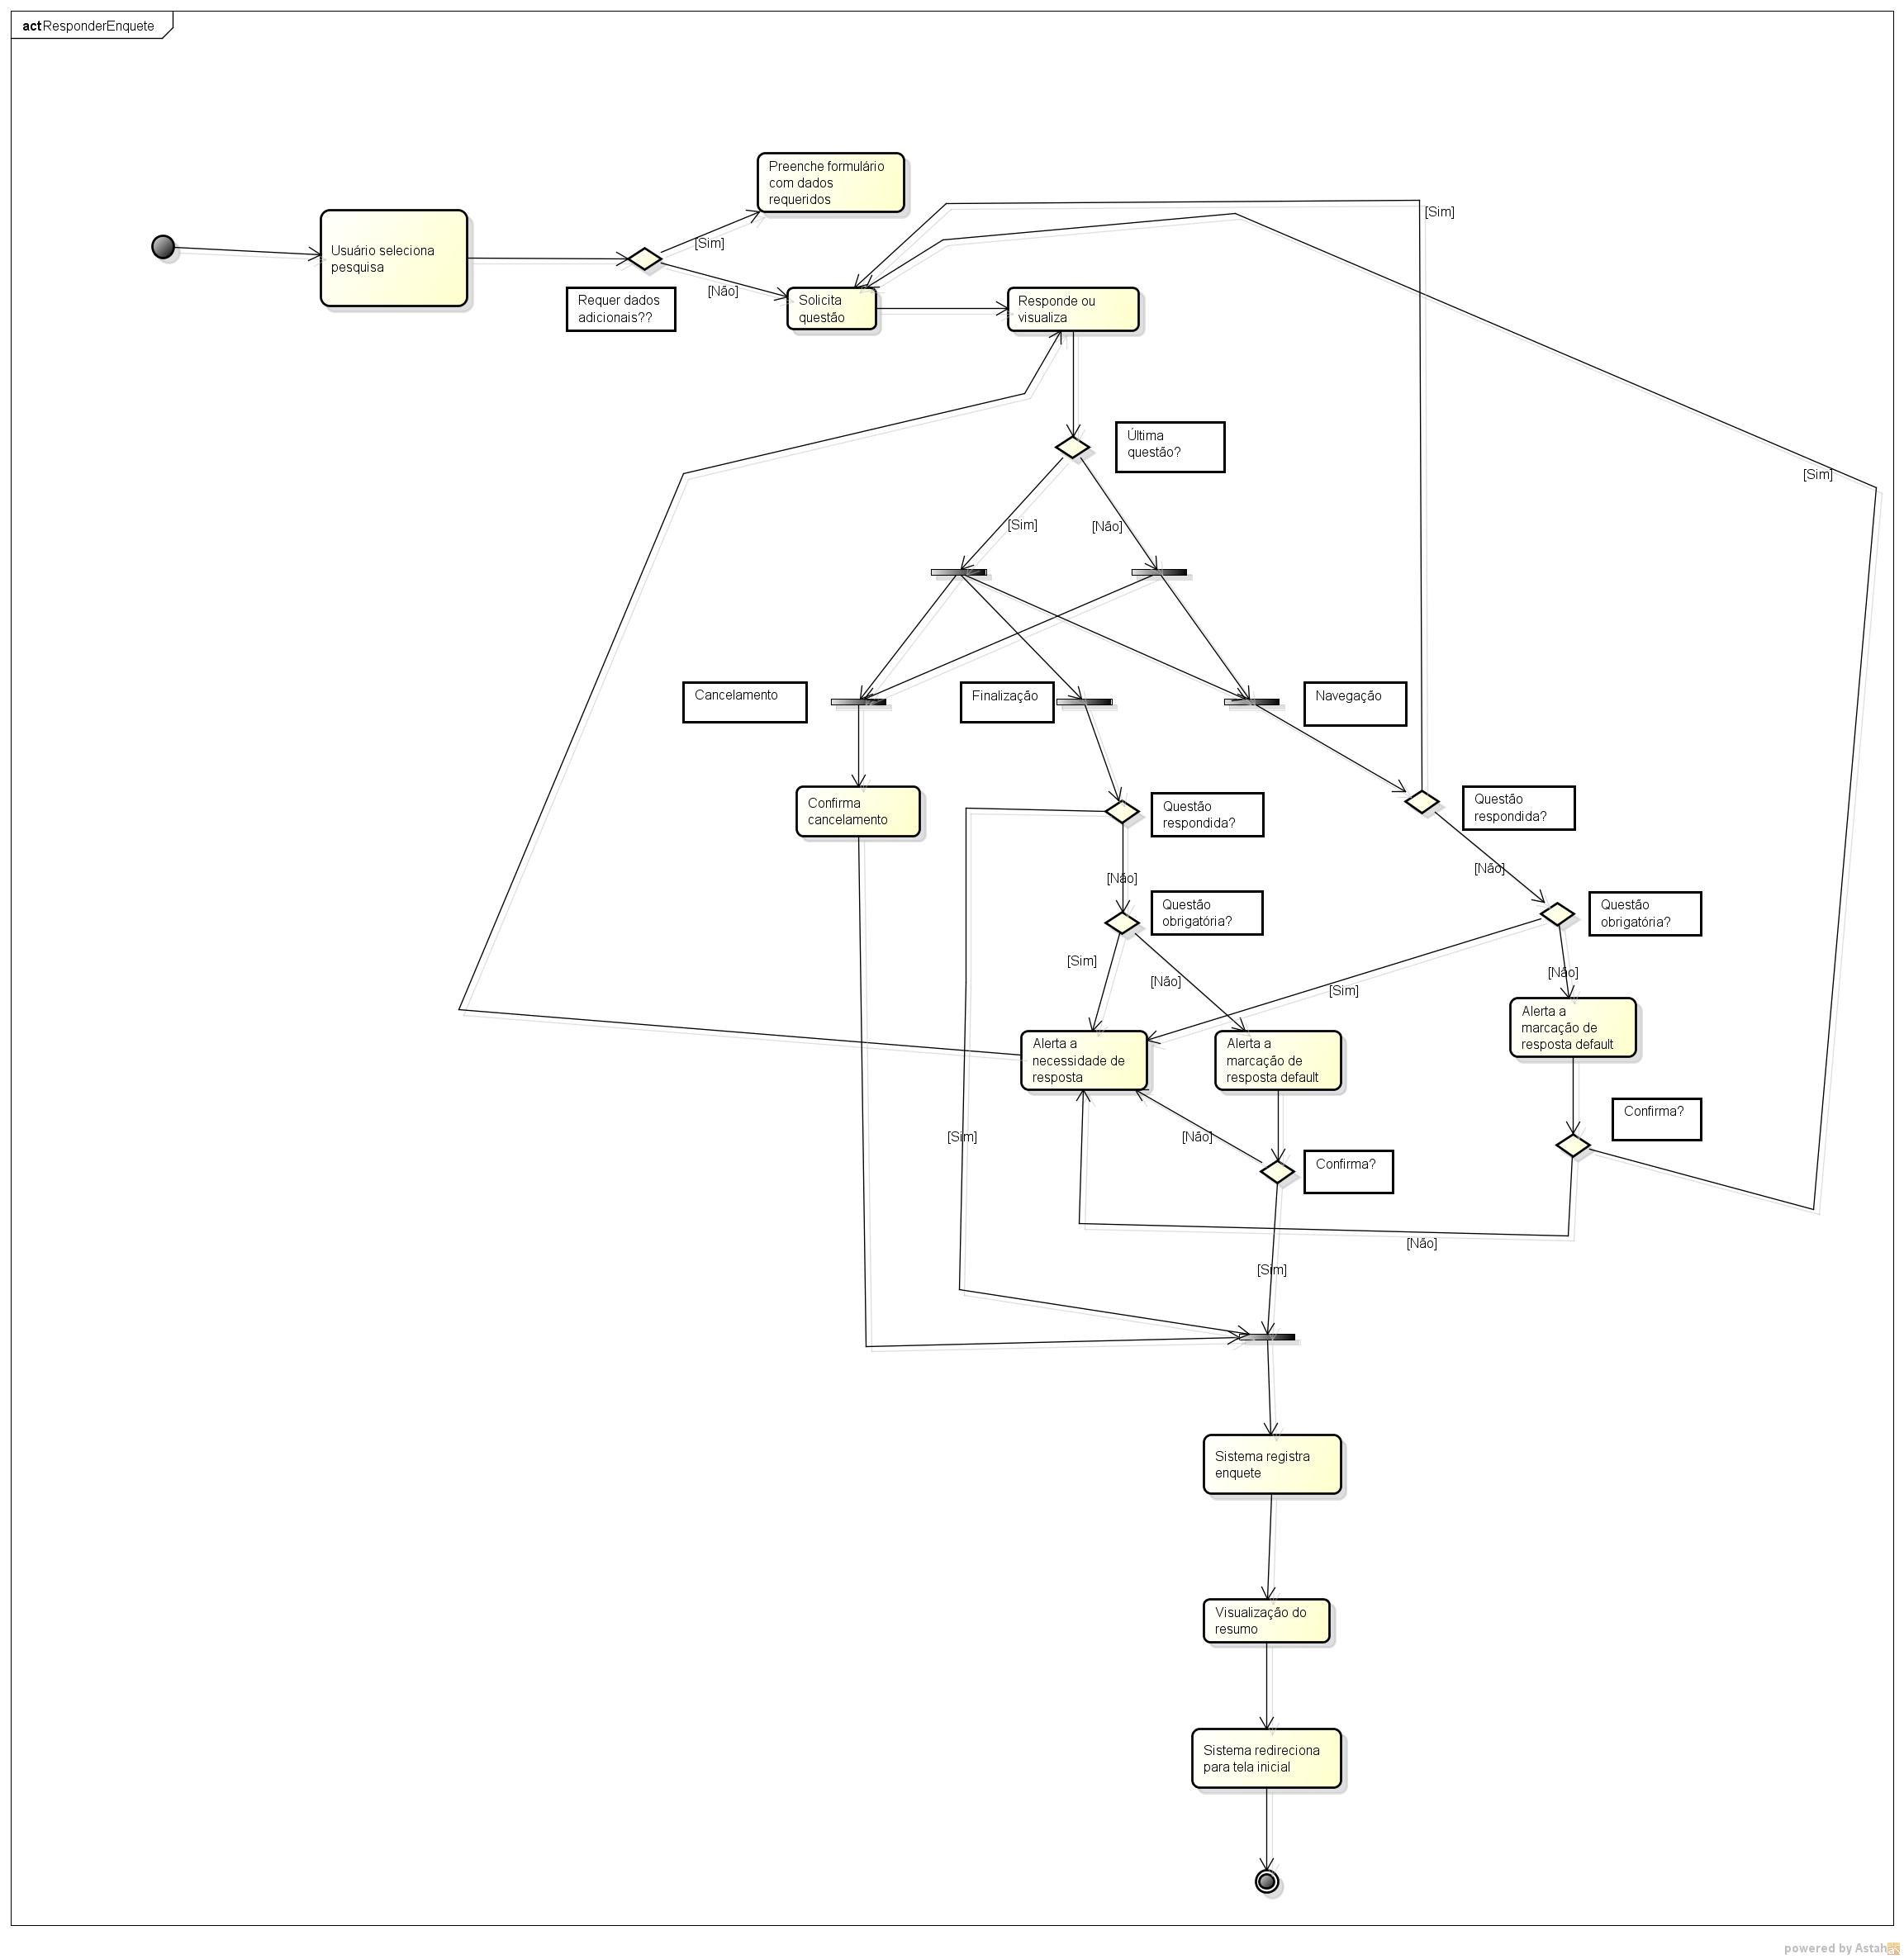 act ResponderEnquete
Preenche formulário
com dados
requeridos
[Sim]
Usuário seleciona
pesquisa
[Sim]
[Não]
Requer dados
adicionais??
Solicita
questão
Responde ou
visualiza
Última
questão?
[Sim]
[Sim]
[Não]
Cancelamento
Finalização
Navegação
Confirma
cancelamento
Questão
respondida?
Questão
respondida?
[Não]
[Não]
Questão
obrigatória?
Questão
obrigatória?
[Sim]
[Não]
[Não]
[Sim]
Alerta a
marcação de
resposta default
Alerta a
necessidade de
resposta
Alerta a
marcação de
resposta default
Confirma?
[Sim]
[Não]
Confirma?
[Não]
[Sim]
Sistema registra
enquete
Visualização do
resumo
Sistema redireciona
para tela inicial
powered by Astah